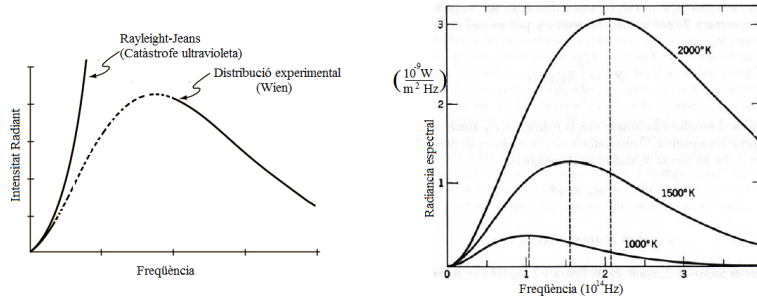 Rayleight-Jeans
(Catàstrofe ultravioleta)
Distribució experimental
(Wien)
Intensitat Radiant
Freqüència
3
2
1
0
1
2
3
(10⁻⁹W / m² Hz)
Radiancia espectral
2000°K
1500°K
1000°K
Freqüència (10¹⁴Hz)